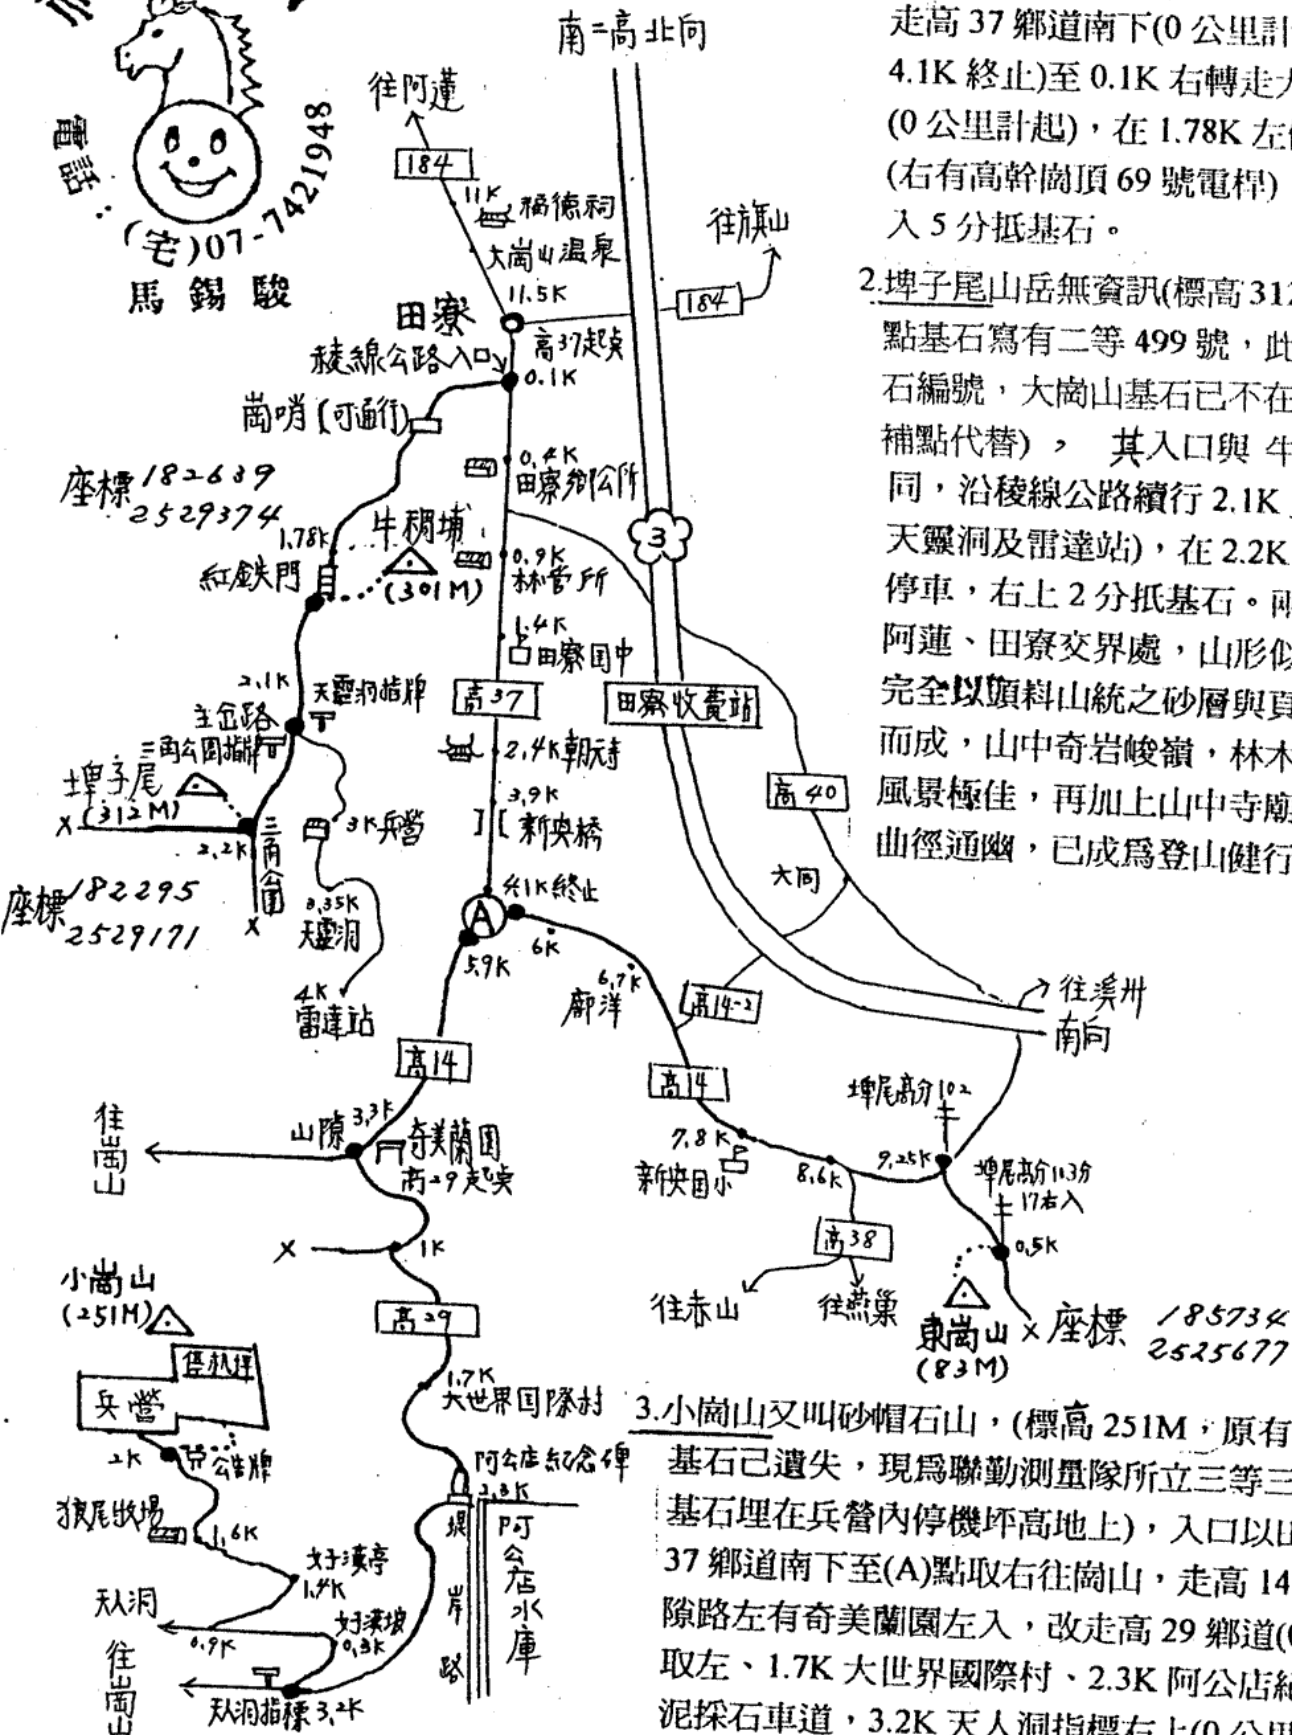 電話：(宅)07-7421948
馬錫駿
南二高北向
往阿蓮
184
11K
福德祠
大崗山溫泉
往旗山
184
11.5K
田寮
高37起點
稜線公路入口
0.1K
崗哨(可通行)
0.4K
田寮鄉公所
座標 182639
2529374
1.78K
牛稠埔
(301M)
紅鉄門
0.9K
林営所
3
1.4K
田寮国中
2.1K
天靈洞指牌
高37
田寮收費站
三角公園指牌
埤子尾
(312M)
2.4K 朝元寺
3.9K
新央橋
高40
3K 兵營
2.2K
三角公園
座標 182295
2529171
大同
4.1K 終止
A
3.35K
天靈洞
5.9K
6K
6.7K
4K
雷達站
高14-2
往溪州
南向
高14
高14
埤尾高分102
往崗山
山隙 3.3K
奇美蘭園
高29起點
7.8K
新央国小
8.6K
9.25K
埤尾高分103分
17右入
0.5K
X
1K
高38
小崗山
(251M)
高29
往赤山
往燕巢
東崗山
(83M)
X
座標 185734
2525677
停机坪
兵營
1.7K
大世界国際村
2K
公告牌
阿公店紀念碑
2.3K
狼尾牧場
1.6K
堤岸路
阿公店水庫
好漢亭
1.4K
天人洞
0.9K
好漢坡
0.3K
往崗山
天人洞指標 3.2K
走高 37 鄉道南下(0 公里計
4.1K 終止)至 0.1K 右轉走
(0 公里計起)，在 1.78K 左
(右有高幹崗頂 69 號電桿)
入 5 分抵基石。
2.埤子尾山岳無資訊(標高 312
點基石寫有二等 499 號，此
石編號，大崗山基石已不在
補點代替)， 其入口與 牛
同，沿稜線公路續行 2.1K
天靈洞及雷達站)，在 2.2K
停車，右上 2 分抵基石。
阿蓮、田寮交界處，山形似
完全以頭料山統之砂層與頁
而成，山中奇岩峻嶺，林木
風景極佳，再加上山中寺廟
曲徑通幽，已成爲登山健行
3.小崗山又叫砂帽石山，(標高 251M，原有
基石已遺失，現爲聯勤測量隊所立三等三
基石埋在兵營內停機坪高地上)，入口以
37 鄉道南下至(A)點取右往崗山，走高 14
隙路左有奇美蘭園左入，改走高 29 鄉道(
取左、1.7K 大世界國際村、2.3K 阿公店
泥採石車道，3.2K 天人洞指標右上(0 公里